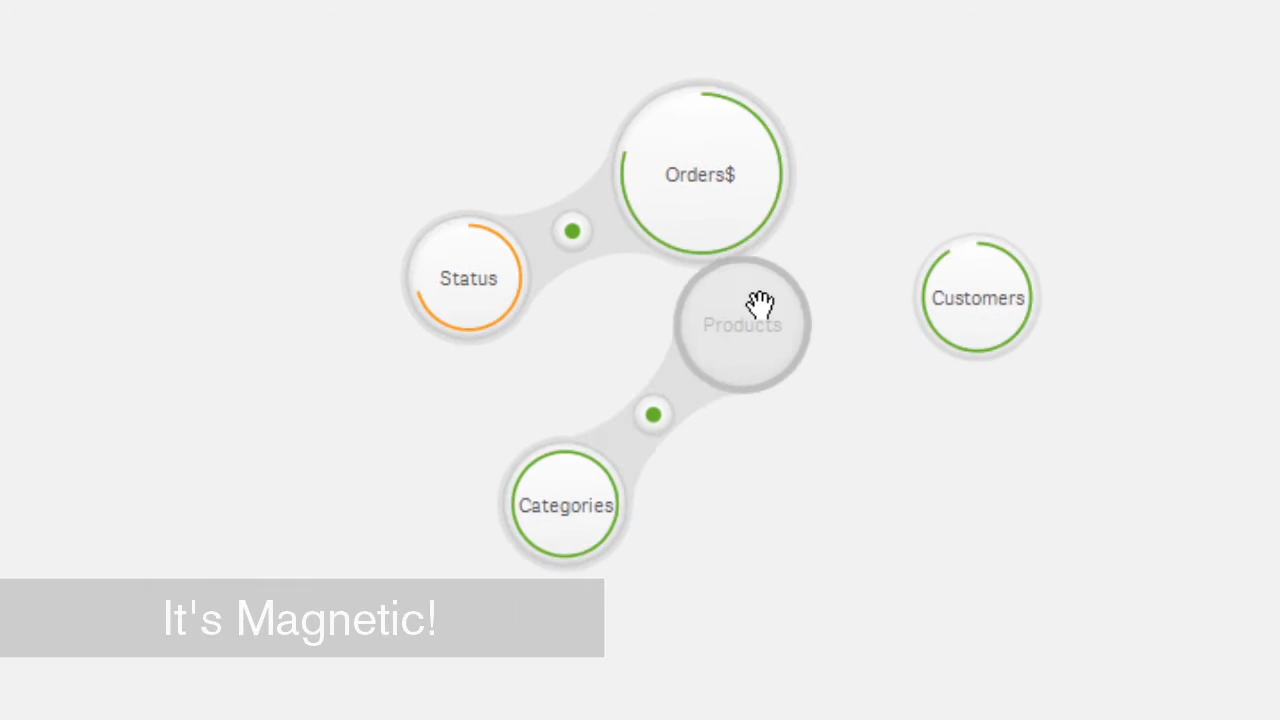 Orders$
Status
Customers
Products
Categories
It's Magnetic!